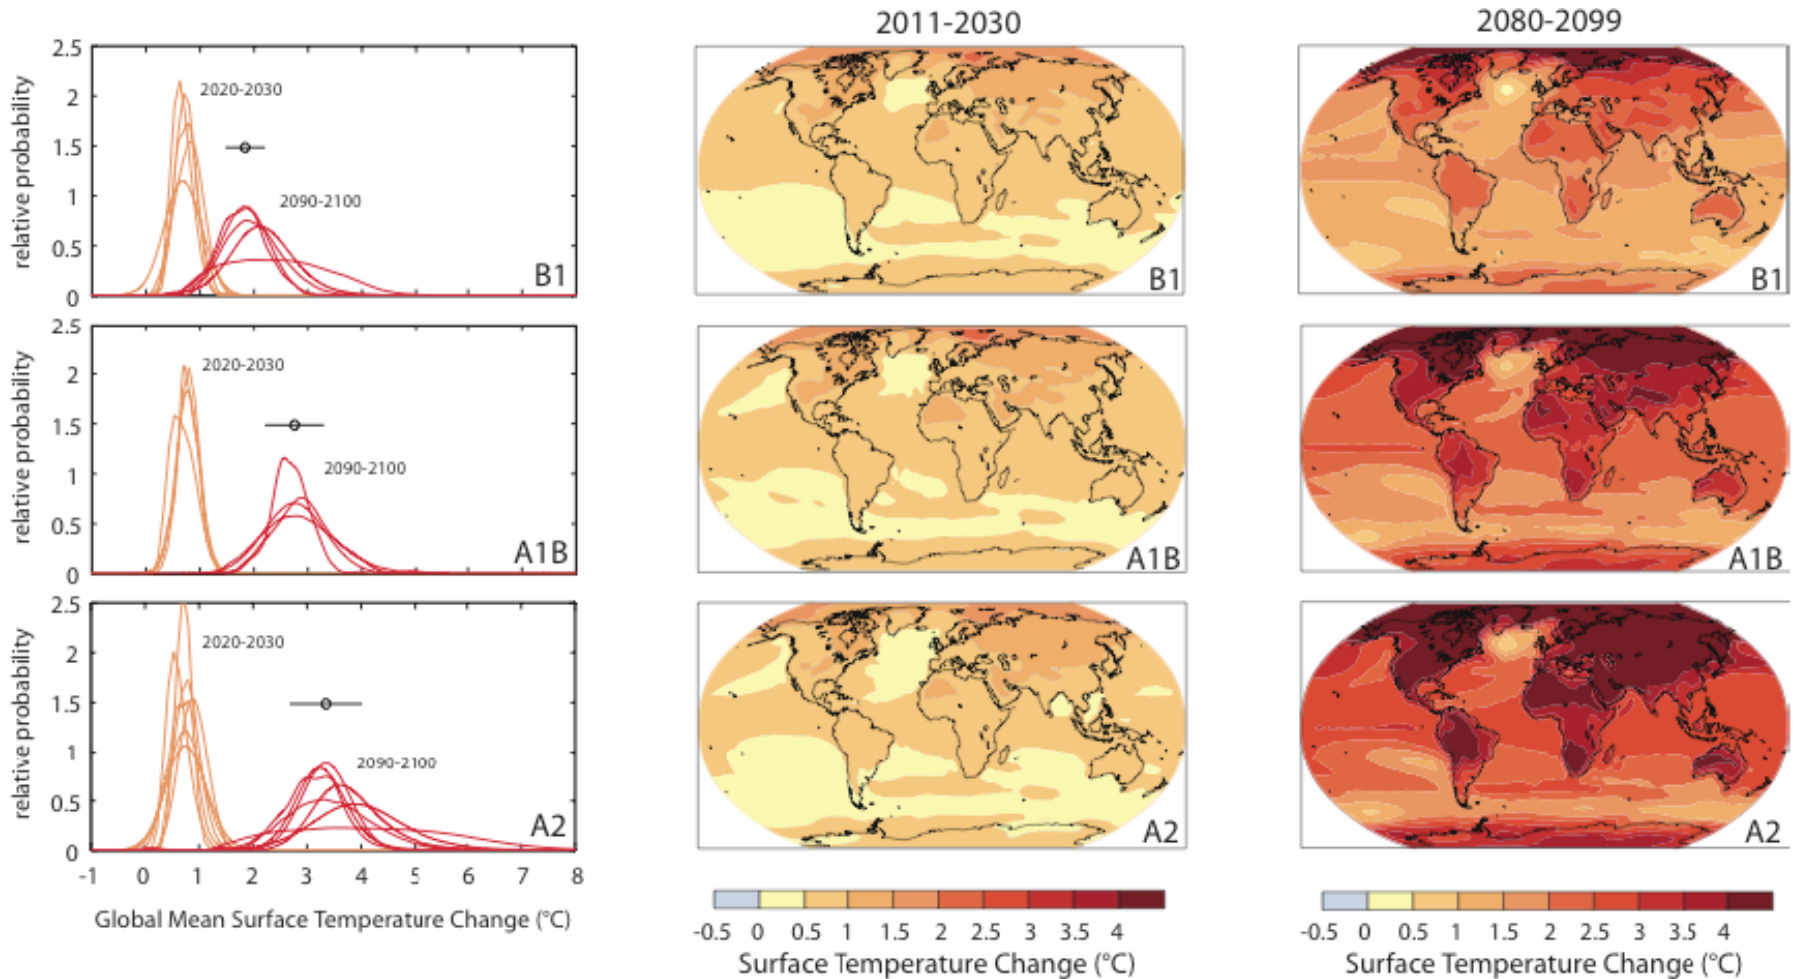 2011-2030
2080-2099
relative probability
2.5
2
1.5
1
0.5
0
2020-2030
2090-2100
B1
B1
B1
relative probability
2.5
2
1.5
1
0.5
0
2020-2030
2090-2100
A1B
A1B
A1B
relative probability
2.5
2
1.5
1
0.5
0
2020-2030
2090-2100
A2
A2
A2
-1 0 1 2 3 4 5 6 7 8
Global Mean Surface Temperature Change (°C)
-0.5 0 0.5 1 1.5 2 2.5 3 3.5 4
Surface Temperature Change (°C)
-0.5 0 0.5 1 1.5 2 2.5 3 3.5 4
Surface Temperature Change (°C)